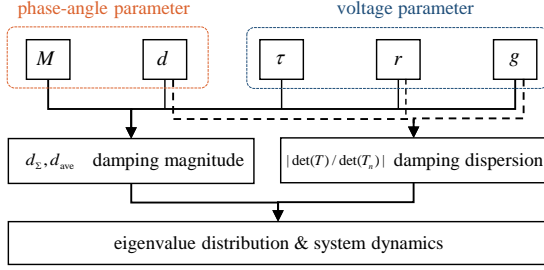 phase-angle parameter voltage parameter
M d τ r g
d_Σ, d_ave damping magnitude |det(T)/det(T_n)| damping dispersion
eigenvalue distribution & system dynamics